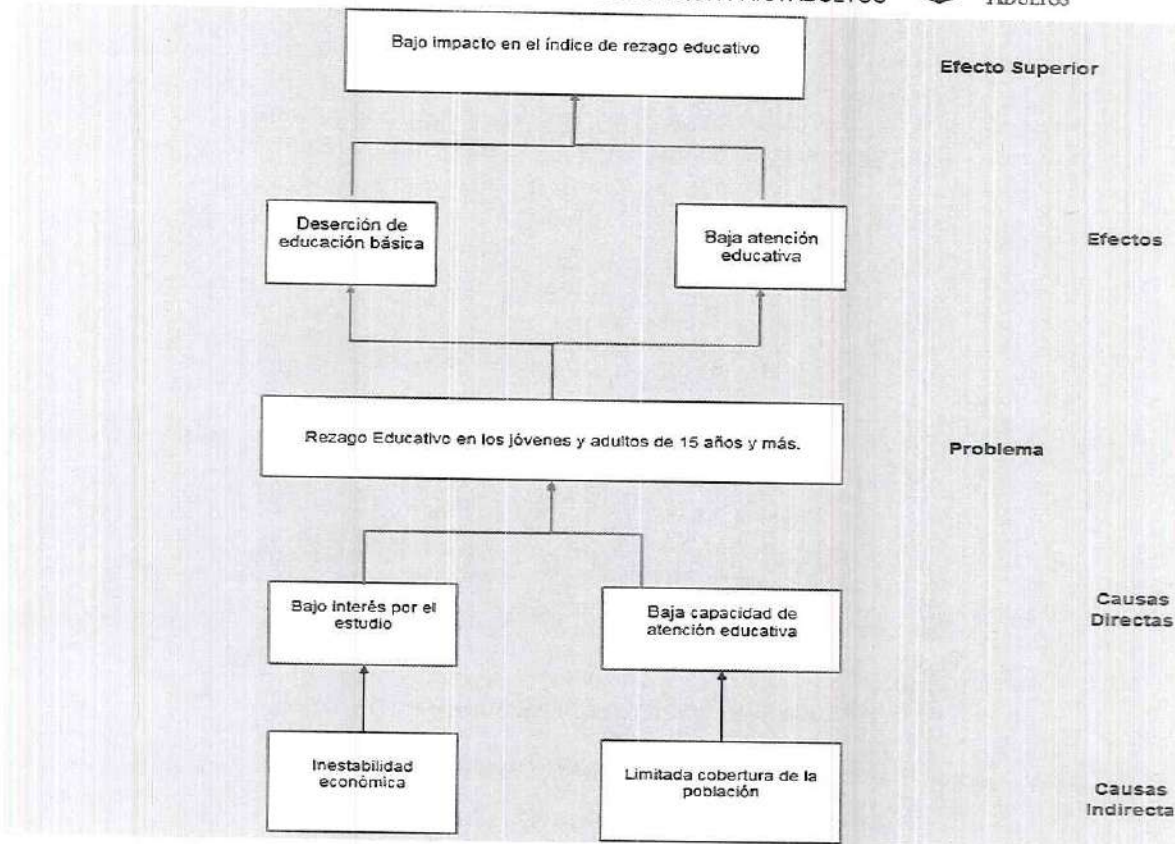 ADULTOS
Bajo impacto en el índice de rezago educativo
Efecto Superior
Deserción de
educación básica
Baja atención
educativa
Efectos
Rezago Educativo en los jóvenes y adultos de 15 años y más.
Problema
Bajo interés por el
estudio
Baja capacidad de
atención educativa
Causas
Directas
Inestabilidad
económica
Limitada cobertura de la
población
Causas
Indirecta